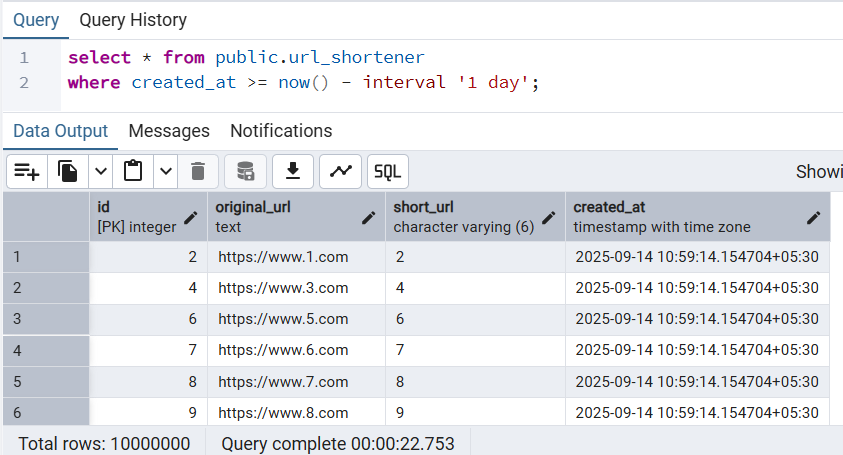 Query Query History
1 select * from public.url_shortener
2 where created_at >= now() - interval '1 day';
Data Output Messages Notifications
SQL Showi
id original_url short_url created_at
[PK] integer text character varying (6) timestamp with time zone
1 2 https://www.1.com 2 2025-09-14 10:59:14.154704+05:30
2 4 https://www.3.com 4 2025-09-14 10:59:14.154704+05:30
3 6 https://www.5.com 6 2025-09-14 10:59:14.154704+05:30
4 7 https://www.6.com 7 2025-09-14 10:59:14.154704+05:30
5 8 https://www.7.com 8 2025-09-14 10:59:14.154704+05:30
6 9 https://www.8.com 9 2025-09-14 10:59:14.154704+05:30
Total rows: 10000000 Query complete 00:00:22.753